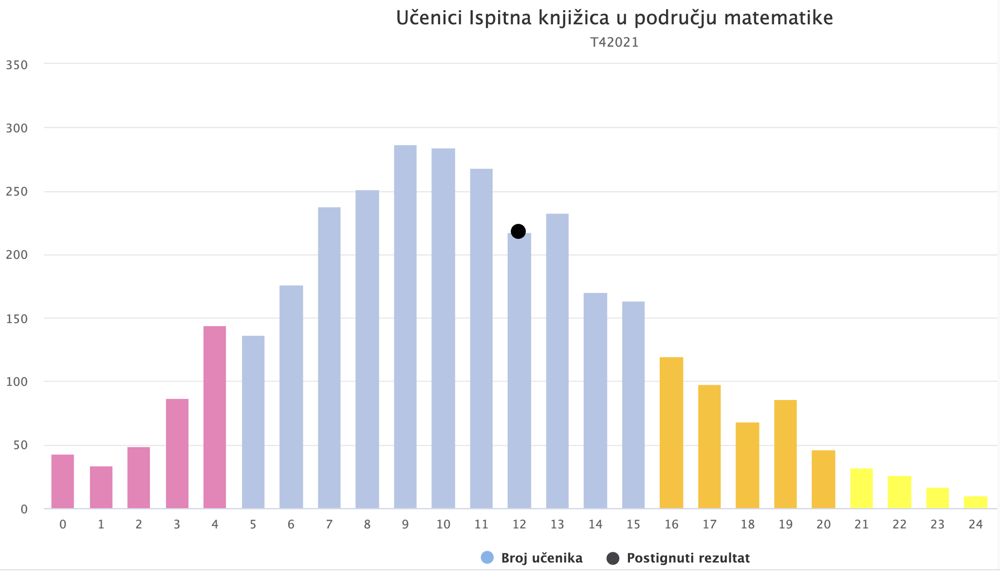 Učenici Ispitna knjižica u području matematike
T42021
350
300
250
200
150
100
50
0
0 1 2 3 4 5 6 7 8 9 10 11 12 13 14 15 16 17 18 19 20 21 22 23 24
Broj učenika Postignuti rezultat